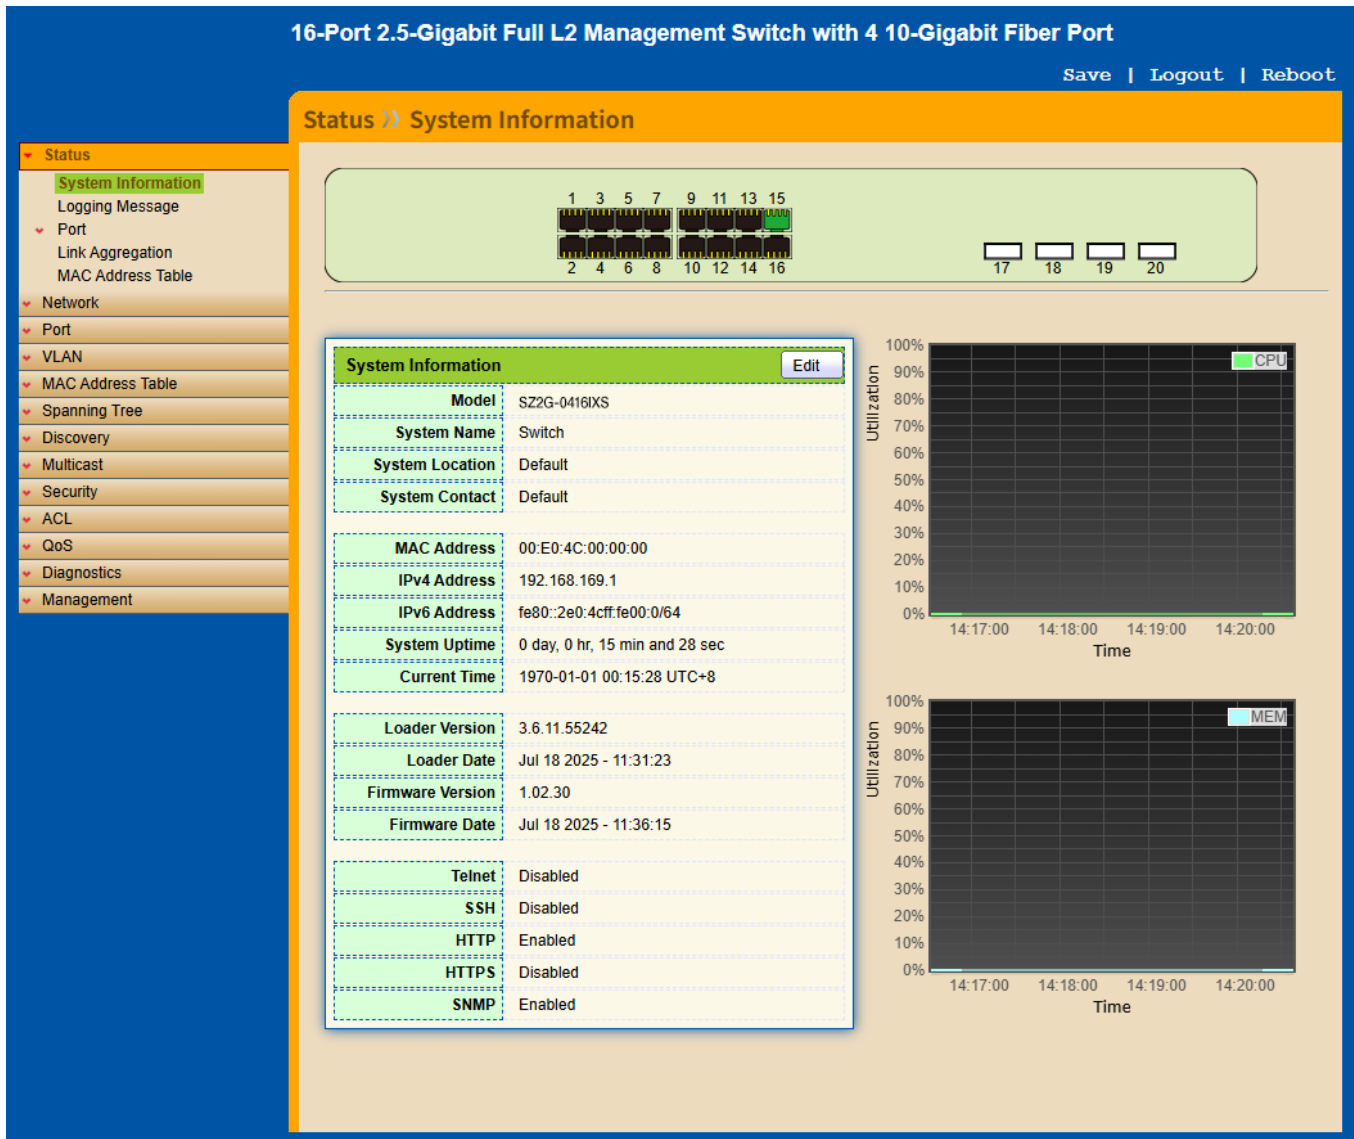 16-Port 2.5-Gigabit Full L2 Management Switch with 4 10-Gigabit Fiber Port
Save | Logout | Reboot
Status » System Information
Status
System Information
Logging Message
Port
Link Aggregation
MAC Address Table
Network
Port
VLAN
MAC Address Table
Spanning Tree
Discovery
Multicast
Security
ACL
QoS
Diagnostics
Management
1 3 5 7 9 11 13 15
2 4 6 8 10 12 14 16
17 18 19 20
System Information Edit
Model SZ2G-0416IXS
System Name Switch
System Location Default
System Contact Default
MAC Address 00:E0:4C:00:00:00
IPv4 Address 192.168.169.1
IPv6 Address fe80::2e0:4cff:fe00:0/64
System Uptime 0 day, 0 hr, 15 min and 28 sec
Current Time 1970-01-01 00:15:28 UTC+8
Loader Version 3.6.11.55242
Loader Date Jul 18 2025 - 11:31:23
Firmware Version 1.02.30
Firmware Date Jul 18 2025 - 11:36:15
Telnet Disabled
SSH Disabled
HTTP Enabled
HTTPS Disabled
SNMP Enabled
Utilization
100%
90%
80%
70%
60%
50%
40%
30%
20%
10%
0%
CPU
14:17:00 14:18:00 14:19:00 14:20:00
Time
Utilization
100%
90%
80%
70%
60%
50%
40%
30%
20%
10%
0%
MEM
14:17:00 14:18:00 14:19:00 14:20:00
Time